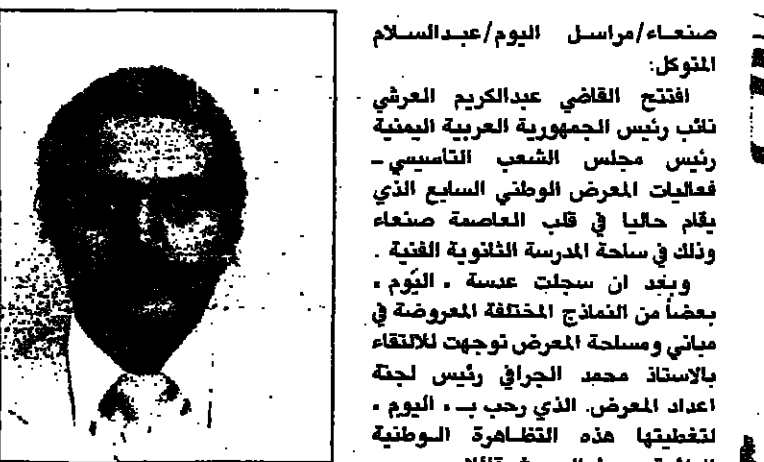 صنعاء/مراسل اليوم/عبدالسلام
المتوكل:
افتتح القاضي عبدالكريم العرشي
نائب رئيس الجمهورية العربية اليمنية
رئيس مجلس الشعب التأسيسي ـ
فعاليات المعرض الوطني السابع الذي
يقام حاليا في قلب العاصمة صنعاء
وذلك في ساحة المدرسة الثانوية الفنية .
وبعد ان سجلت عدسة « اليوم »
بعضاً من النماذج المختلفة المعروضة في
مباني ومساحة المعرض توجهت للالتقاء
بالاستاذ محمد الجرافي رئيس لجنة
اعداد المعرض. الذي رحب بـ « اليوم »
لتغطيتها هذه التظاهرة الوطنية